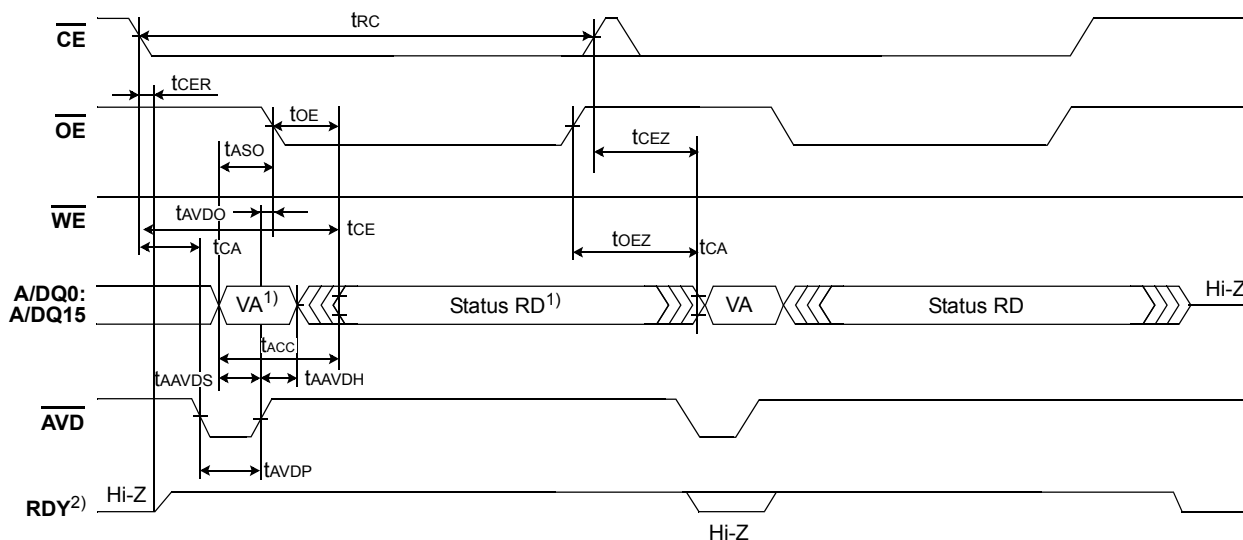 CE
tRC
tCER
OE
tOE
tASO
tCEZ
WE
tAVDO
tCE
tCA
tOEZ
tCA
A/DQ0:
A/DQ15
VA1)
Status RD1)
VA
Status RD
Hi-Z
tACC
tAAVDS
tAAVDH
AVD
tAVDP
Hi-Z
RDY2)
Hi-Z